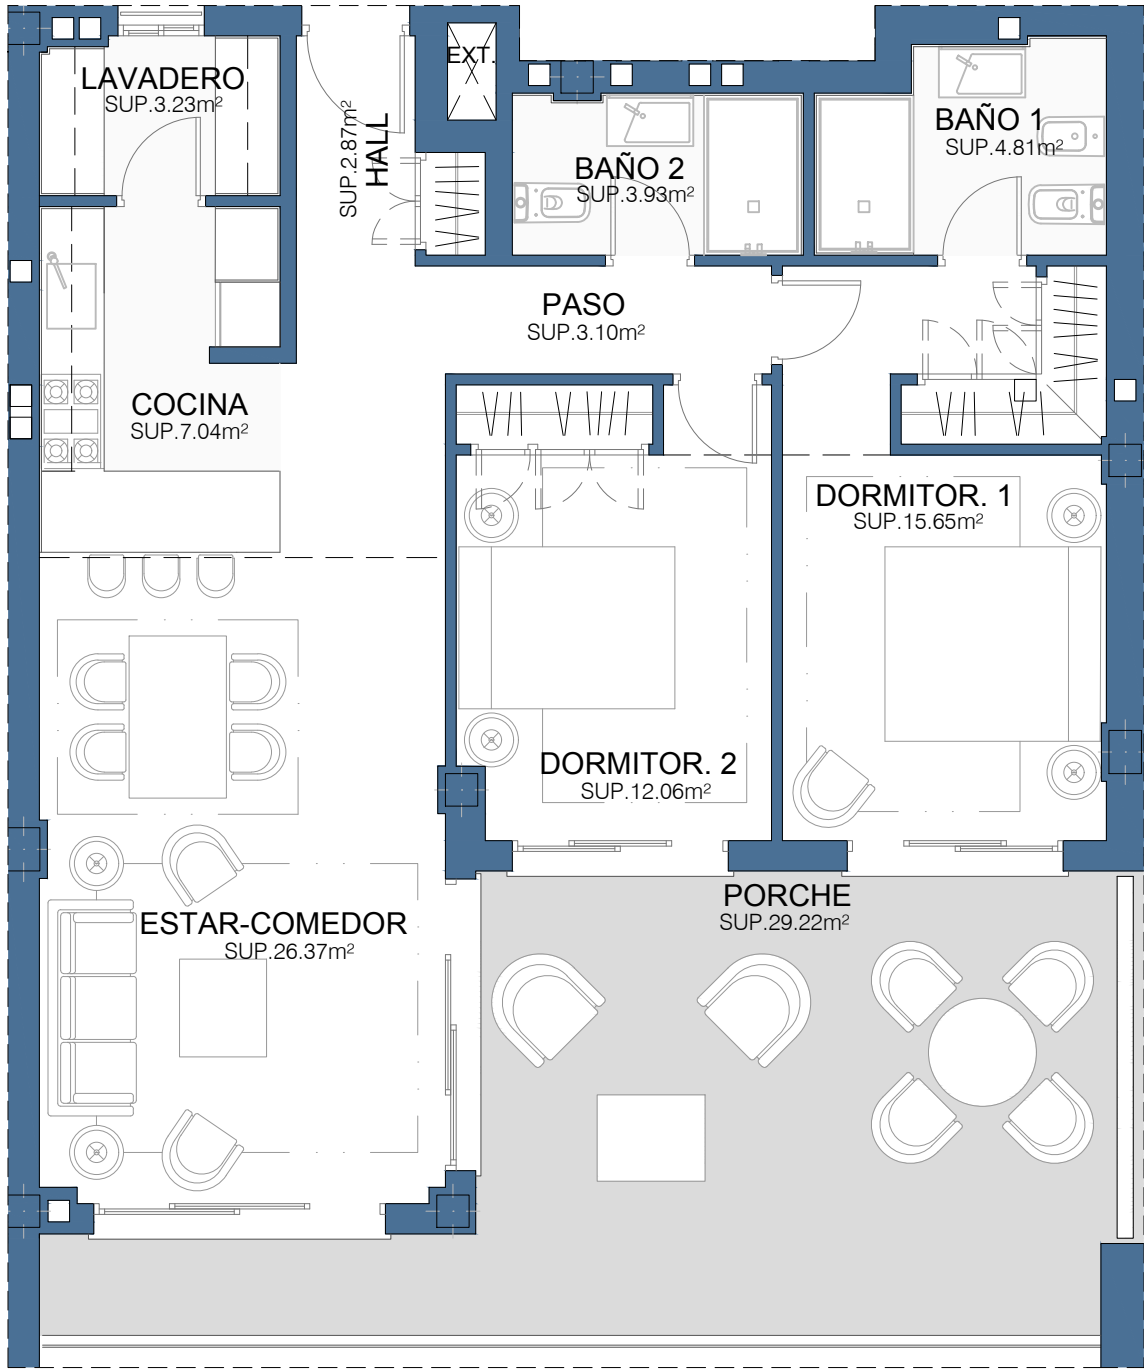 LAVADERO
SUP.3.23m²
HALL
SUP.2.87m²
EXT.
BAÑO 2
SUP.3.93m²
BAÑO 1
SUP.4.81m²
PASO
SUP.3.10m²
COCINA
SUP.7.04m²
DORMITOR. 1
SUP.15.65m²
DORMITOR. 2
SUP.12.06m²
PORCHE
SUP.29.22m²
ESTAR-COMEDOR
SUP.26.37m²